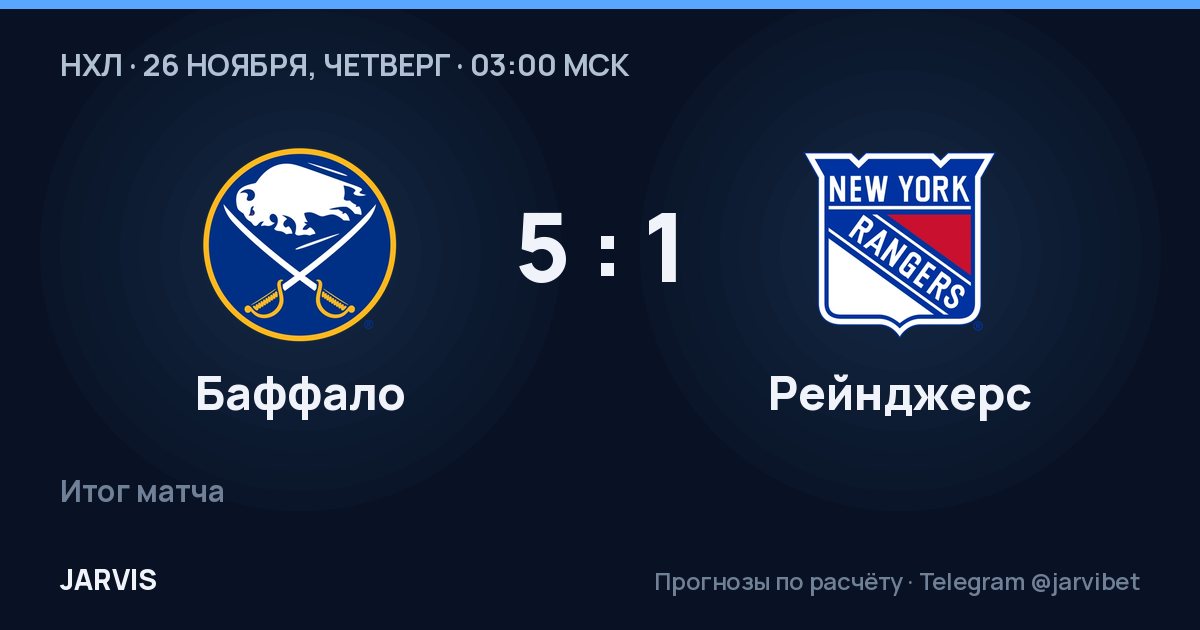 НХЛ · 26 НОЯБРЯ, ЧЕТВЕРГ · 03:00 МСК
NEW YORK
RANGERS
5 : 1
Баффало
Рейнджерс
Итог матча
JARVIS
Прогнозы по расчёту · Telegram @jarvibet